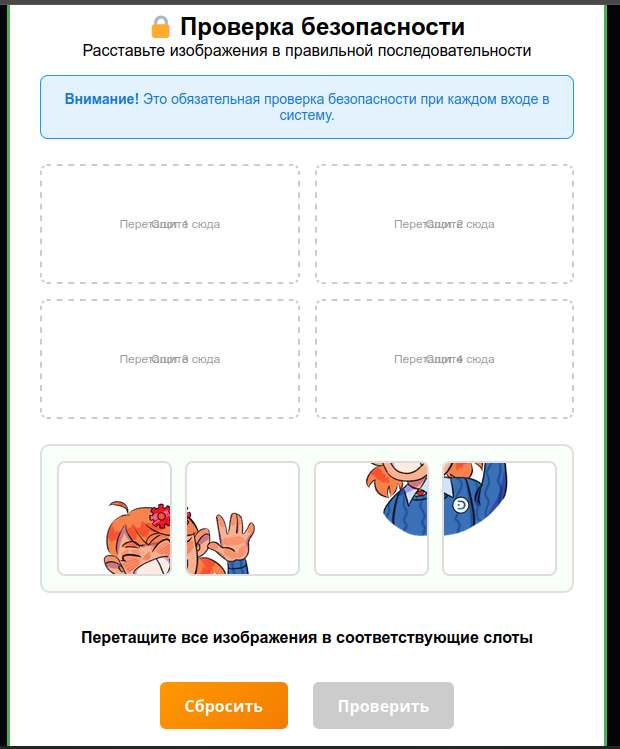 Проверка безопасности
Расставьте изображения в правильной последовательности
Внимание! Это обязательная проверка безопасности при каждом входе в
систему.
Перетащите сюда Слот 1
Перетащите сюда Слот 2
Перетащите сюда Слот 3
Перетащите сюда Слот 4
Перетащите все изображения в соответствующие слоты
Сбросить
Проверить